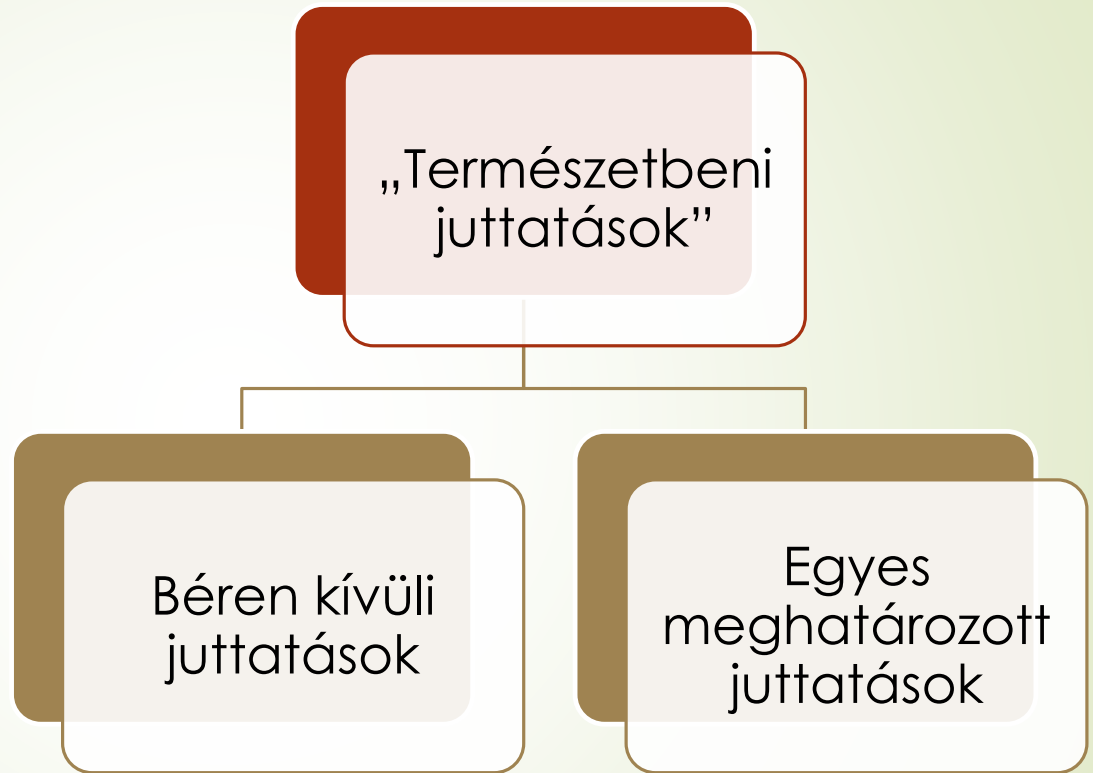 „Természetbeni
juttatások”
Béren kívüli
juttatások
Egyes
meghatározott
juttatások